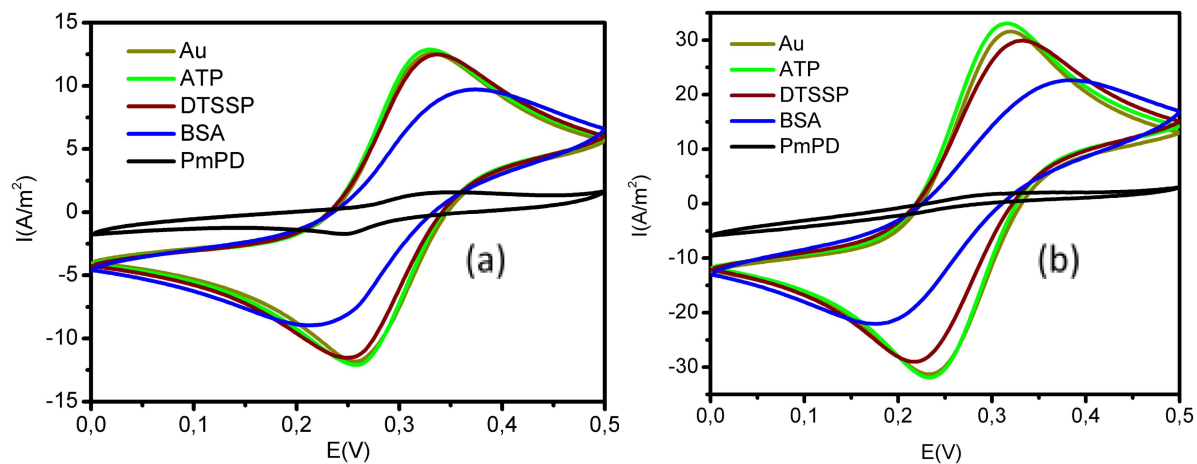 15
10
5
0
-5
-10
-15
I(A/m²)
Au
ATP
DTSSP
BSA
PmPD
(a)
0,0 0,1 0,2 0,3 0,4 0,5
E(V)
30
20
10
0
-10
-20
-30
I(A/m²)
Au
ATP
DTSSP
BSA
PmPD
(b)
0,0 0,1 0,2 0,3 0,4 0,5
E(V)